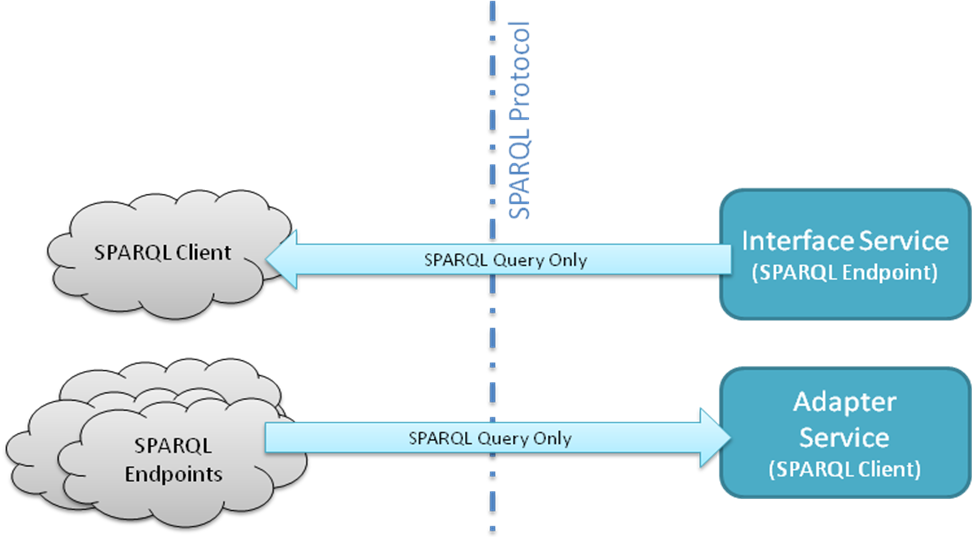 SPARQL Protocol
SPARQL Client
SPARQL Query Only
Interface Service
(SPARQL Endpoint)
SPARQL
Endpoints
SPARQL Query Only
Adapter
Service
(SPARQL Client)